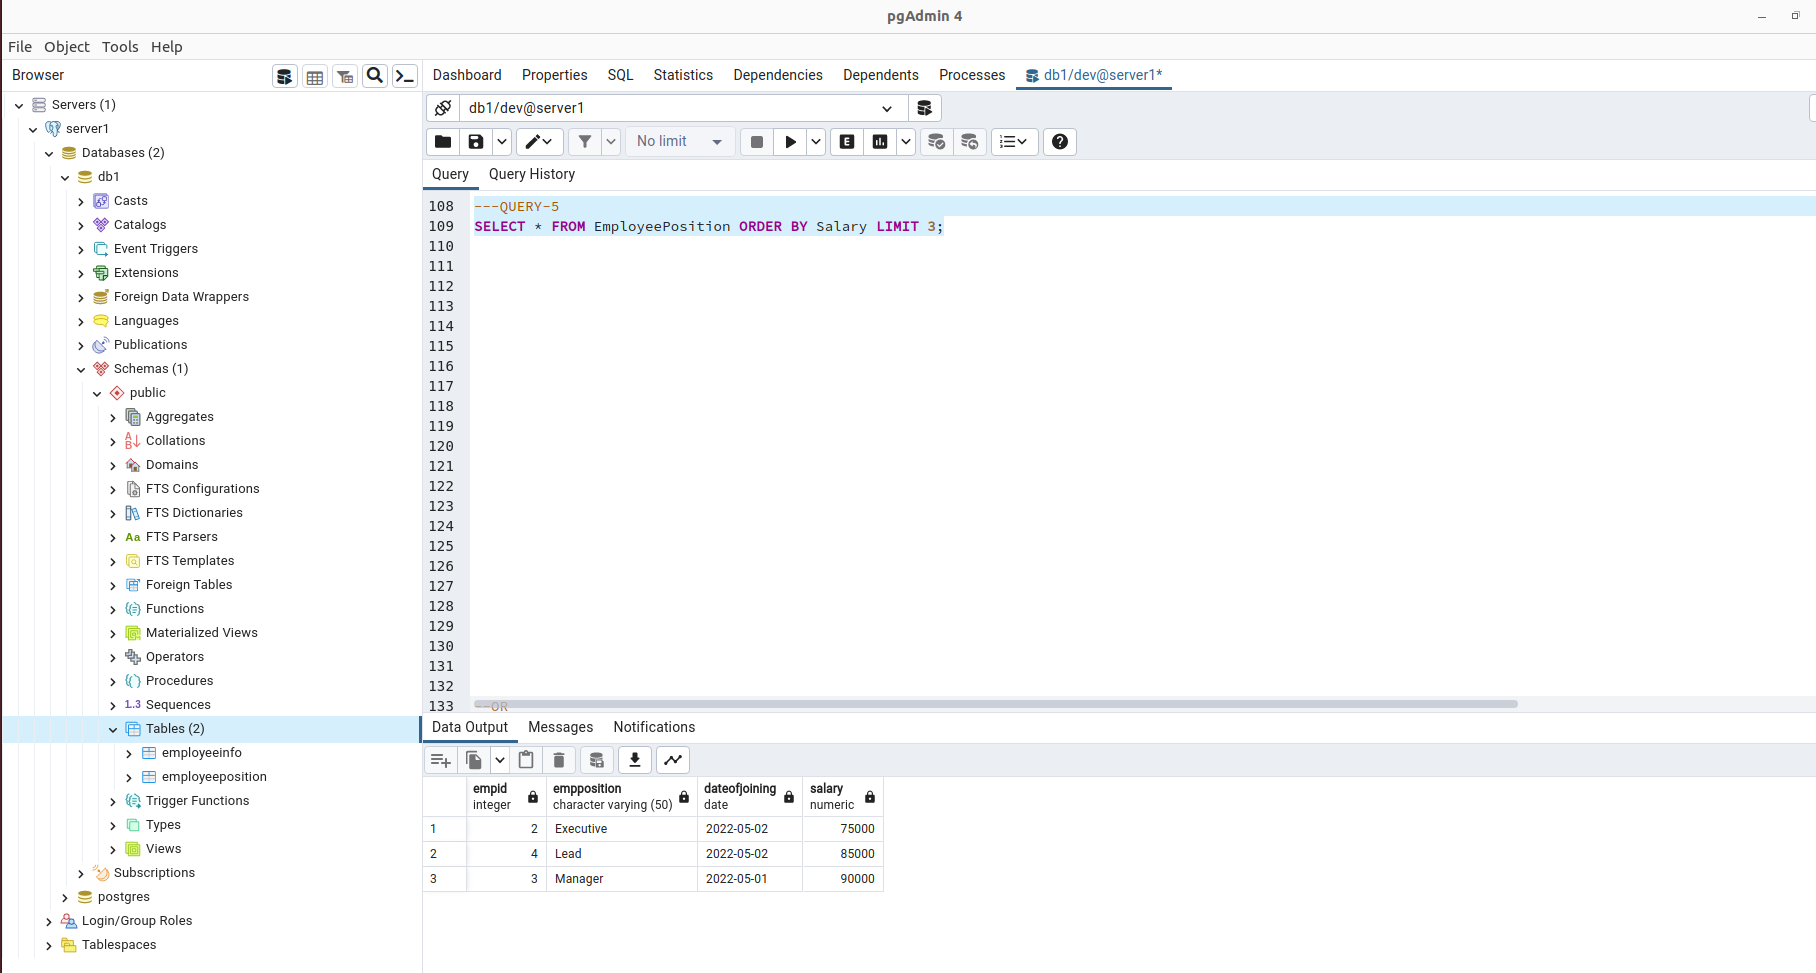 pgAdmin 4
File Object Tools Help
Browser
Dashboard Properties SQL Statistics Dependencies Dependents Processes db1/dev@server1*
Servers (1)
server1
Databases (2)
db1
Casts
Catalogs
Event Triggers
Extensions
Foreign Data Wrappers
Languages
Publications
Schemas (1)
public
Aggregates
Collations
Domains
FTS Configurations
FTS Dictionaries
Aa FTS Parsers
FTS Templates
Foreign Tables
Functions
Materialized Views
Operators
Procedures
1..3 Sequences
Tables (2)
employeeinfo
employeeposition
Trigger Functions
Types
Views
Subscriptions
postgres
Login/Group Roles
Tablespaces
db1/dev@server1
No limit E
Query Query History
108 ---QUERY-5
109 SELECT * FROM EmployeePosition ORDER BY Salary LIMIT 3;
110
111
112
113
114
115
116
117
118
119
120
121
122
123
124
125
126
127
128
129
130
131
132
133 --OR
Data Output Messages Notifications
empid empposition dateofjoining salary
integer character varying (50) date numeric
1 2 Executive 2022-05-02 75000
2 4 Lead 2022-05-02 85000
3 3 Manager 2022-05-01 90000